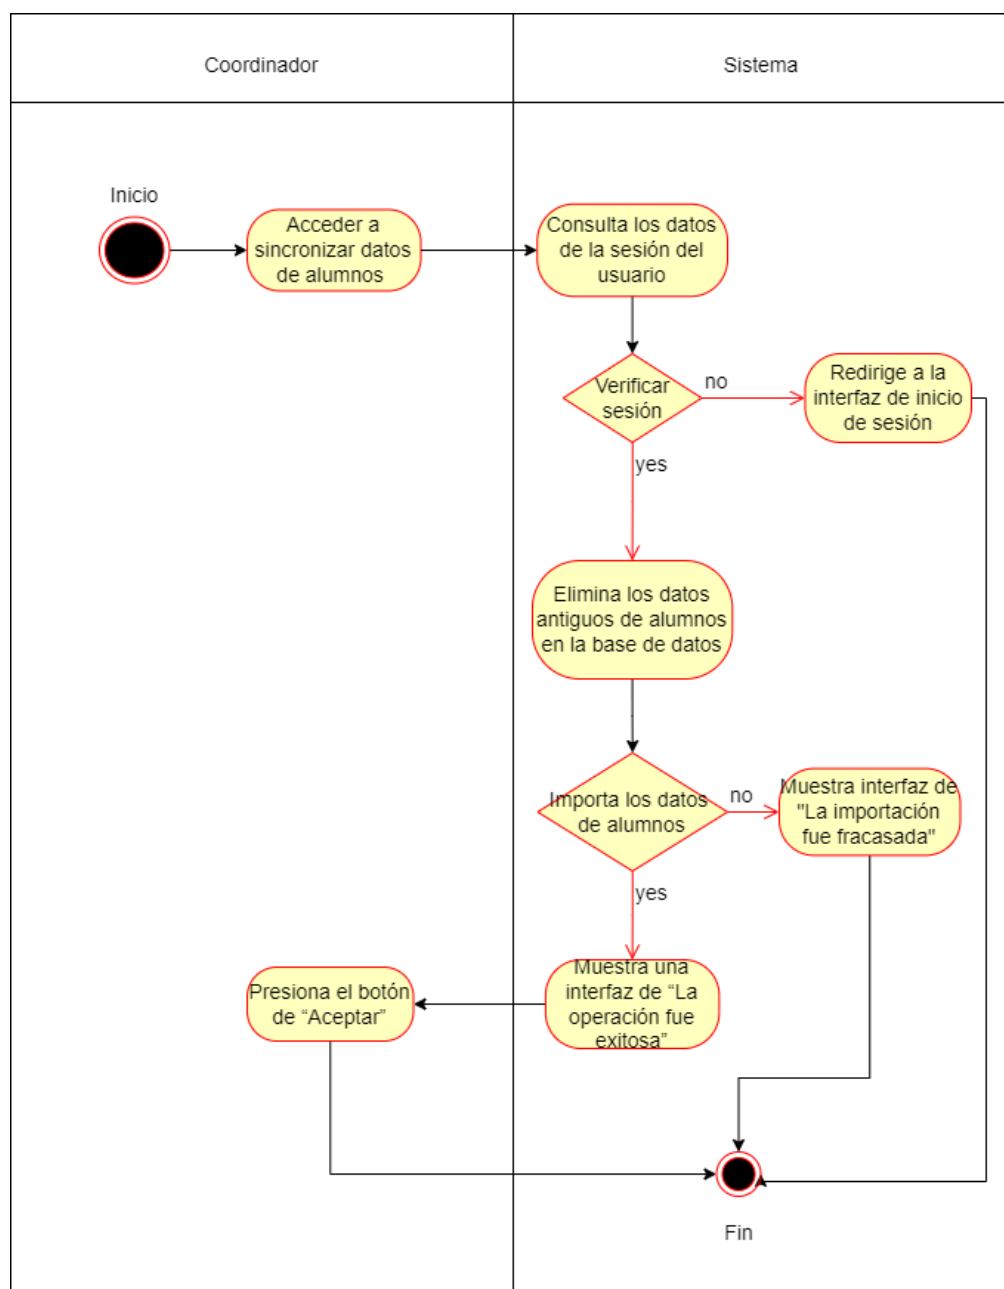 Coordinador
Sistema
Inicio
Acceder a
sincronizar datos
de alumnos
Consulta los datos
de la sesión del
usuario
Verificar
sesión
no
Redirige a la
interfaz de inicio
de sesión
yes
Elimina los datos
antiguos de alumnos
en la base de datos
Importa los datos
de alumnos
no
Muestra interfaz de
"La importación
fue fracasada"
yes
Muestra una
interfaz de “La
operación fue
exitosa”
Presiona el botón
de “Aceptar”
Fin